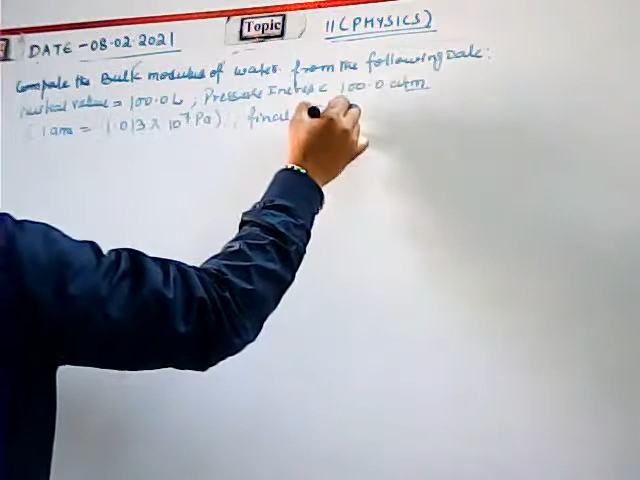 Topic
11 (PHYSICS)
DATE - 08.02.2021
Compute the Bulk modulus of water from the following Data:
Initial volume = 100.0 L, Pressure Increase 100.0 atm
(1 atm = 1.013 x 10⁷ Pa), final